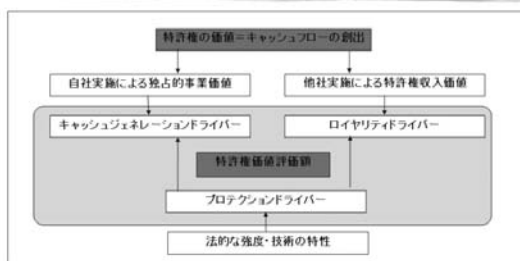 特許権の価値=キャッシュフローの創出
自社実施による独占的事業価値
他社実施による特許権収入価値
キャッシュジェネレーションドライバー
ロイヤリティドライバー
特許権価値評価額
プロテクションドライバー
法的な強度・技術の特性